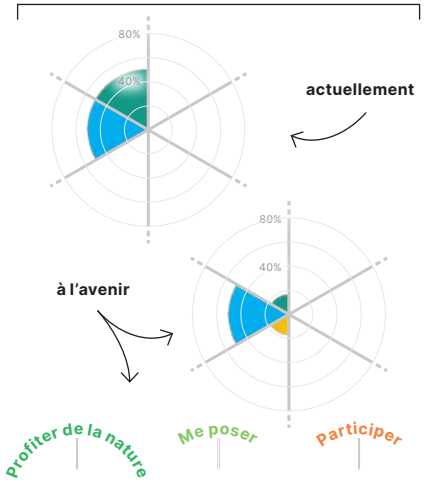 80%
40%
actuellement
80%
40%
à l'avenir
Profiter de la nature
Me poser
Participer